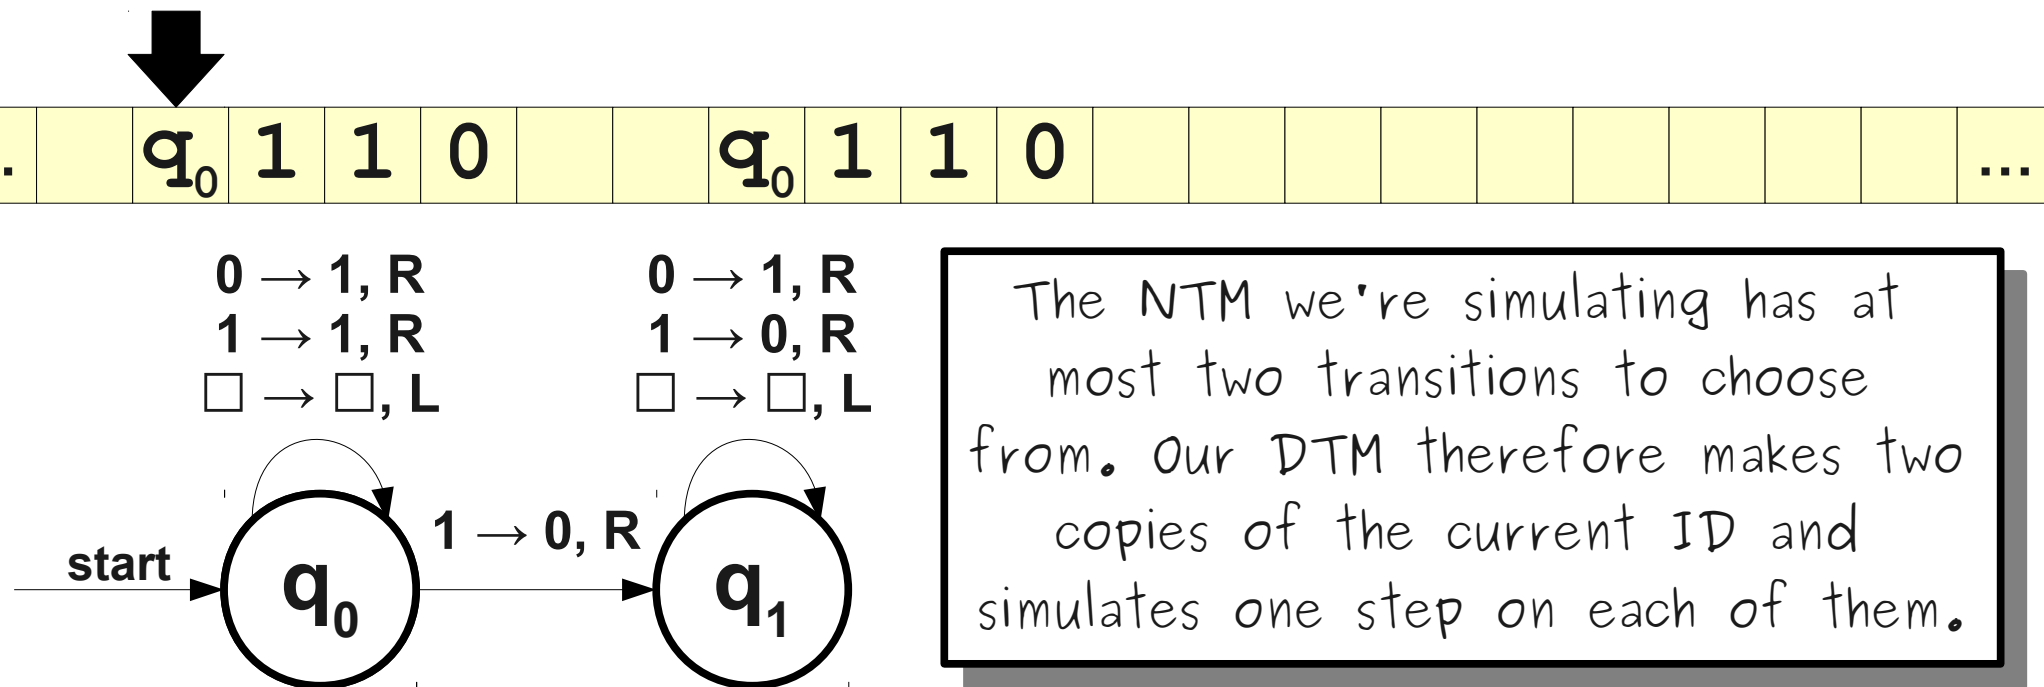 . q₀ 1 1 0 q₀ 1 1 0 ...
0 → 1, R
1 → 1, R
□ → □, L
0 → 1, R
1 → 0, R
□ → □, L
start
q₀
1 → 0, R
q₁
The NTM we're simulating has at
most two transitions to choose
from. Our DTM therefore makes two
copies of the current ID and
simulates one step on each of them.